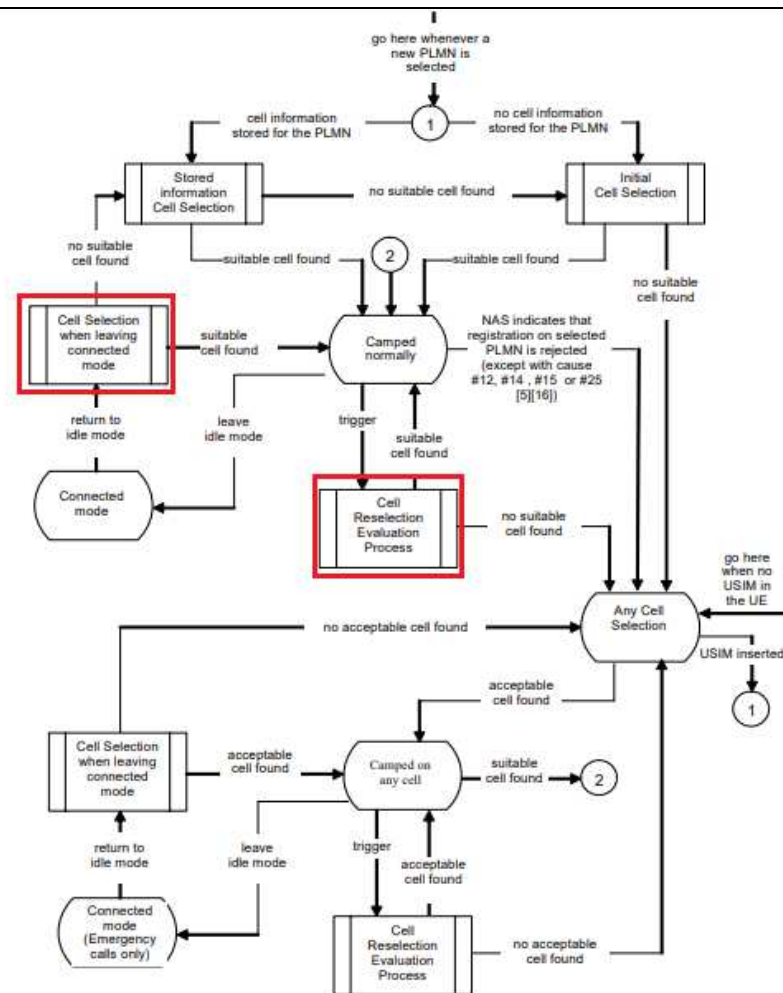 go here whenever a
new PLMN is
selected
cell information
stored for the PLMN
1
no cell information
stored for the PLMN
Stored
information
Cell Selection
no suitable cell found
Initial
Cell Selection
no suitable
cell found
suitable cell found
2
suitable cell found
no suitable
cell found
Cell Selection
when leaving
connected
mode
suitable
cell found
Camped
normally
NAS indicates that
registration on selected
PLMN is rejected
(except with cause
#12, #14 , #15 or #25
[5][16])
return to
idle mode
leave
idle mode
trigger
suitable
cell found
Connected
mode
Cell
Reselection
Evaluation
Process
no suitable
cell found
go here
when no
USIM in
the UE
Any Cell
Selection
no acceptable cell found
USIM inserted
1
acceptable
cell found
Cell Selection
when leaving
connected
mode
acceptable
cell found
Camped on
any cell
suitable
cell found
2
return to
idle mode
leave
idle mode
trigger
acceptable
cell found
Connected
mode
(Emergency
calls only)
Cell
Reselection
Evaluation
Process
no acceptable
cell found